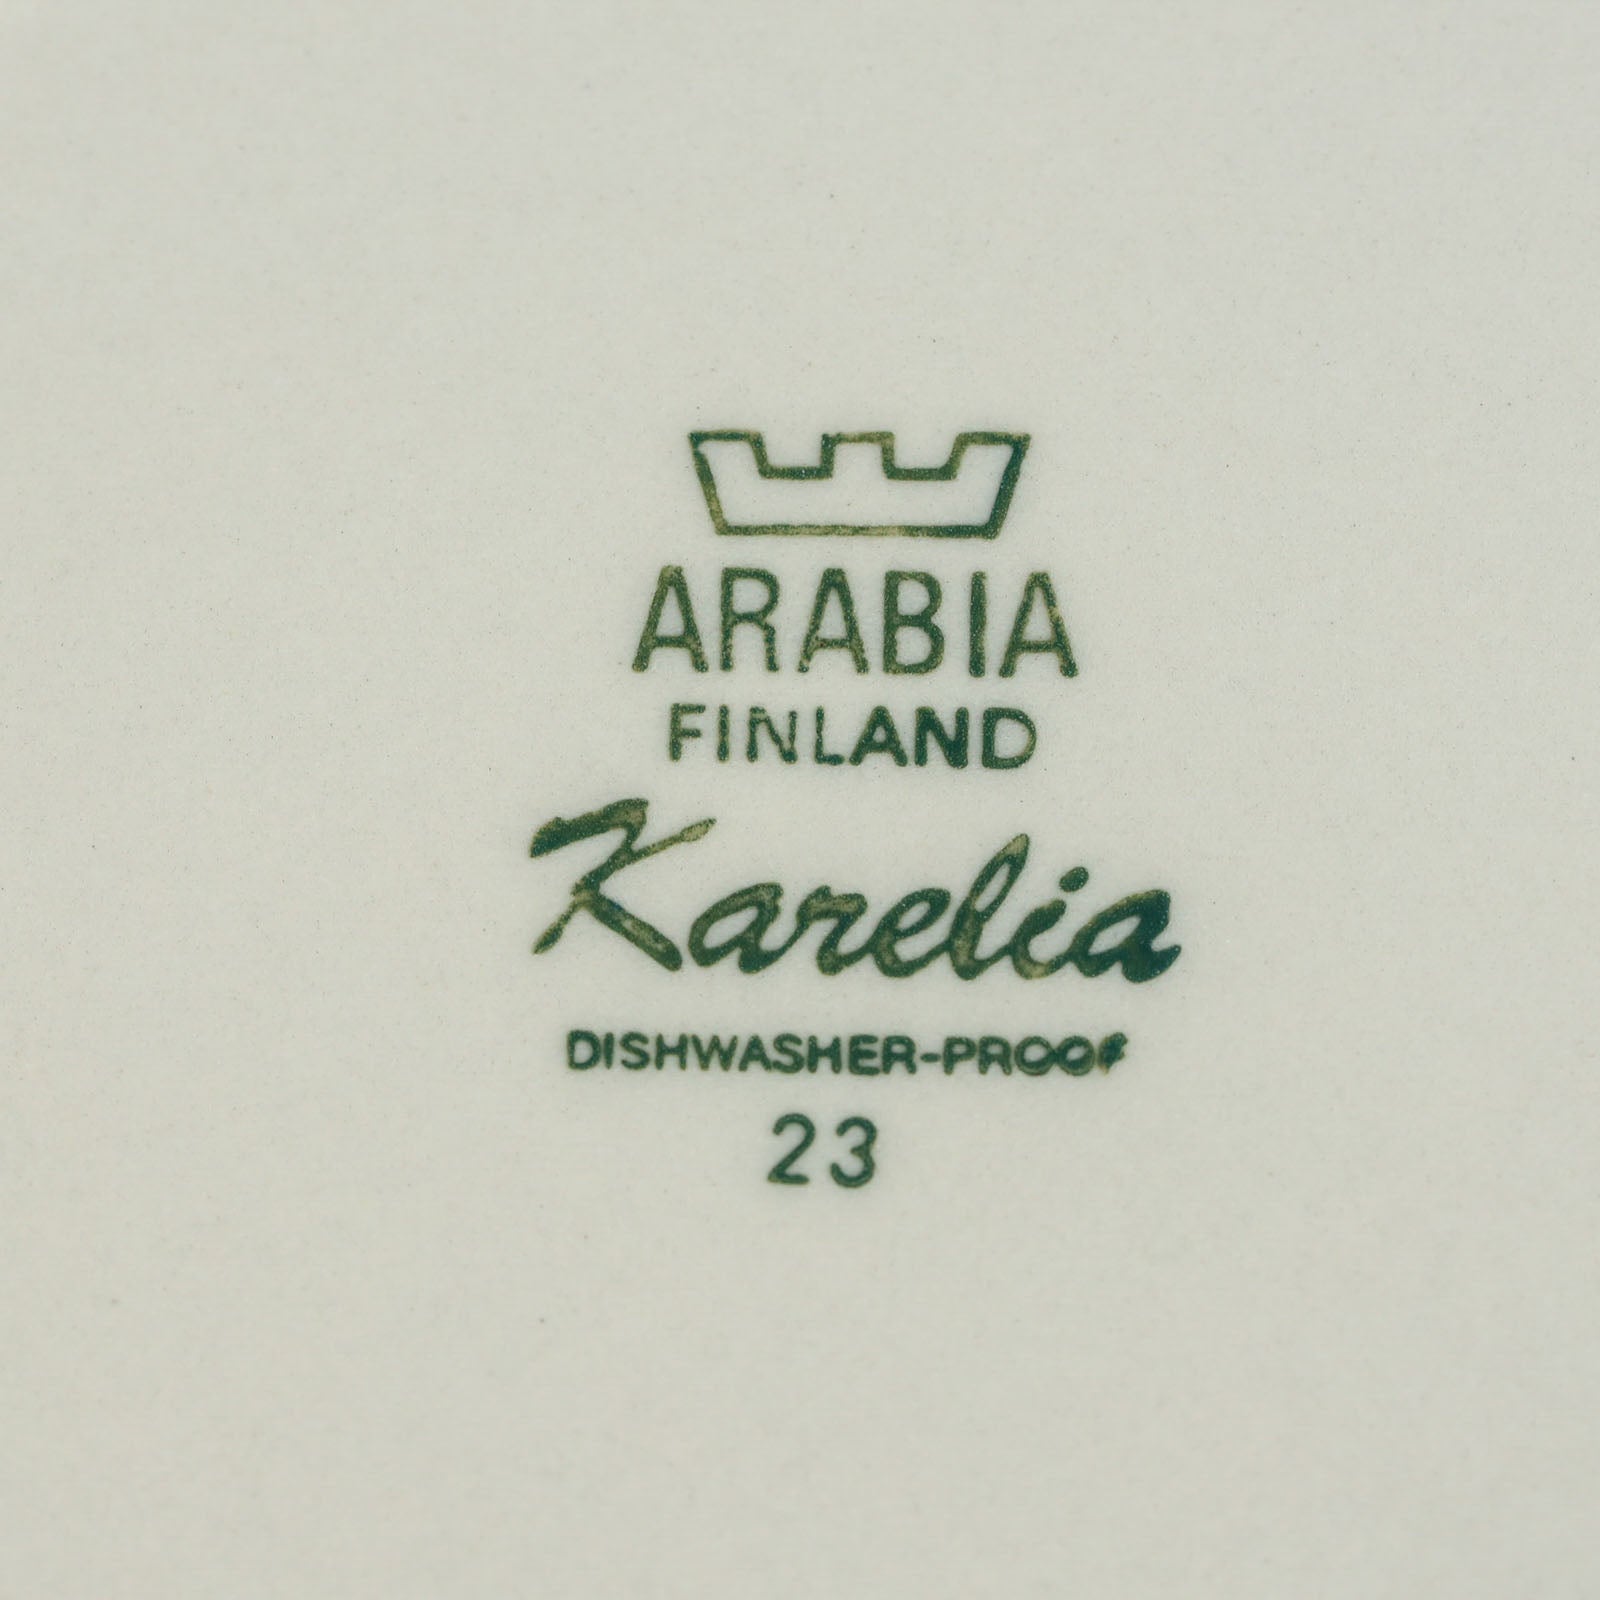 ARABIA
FINLAND
Karelia
DISHWASHER-PROOF
23